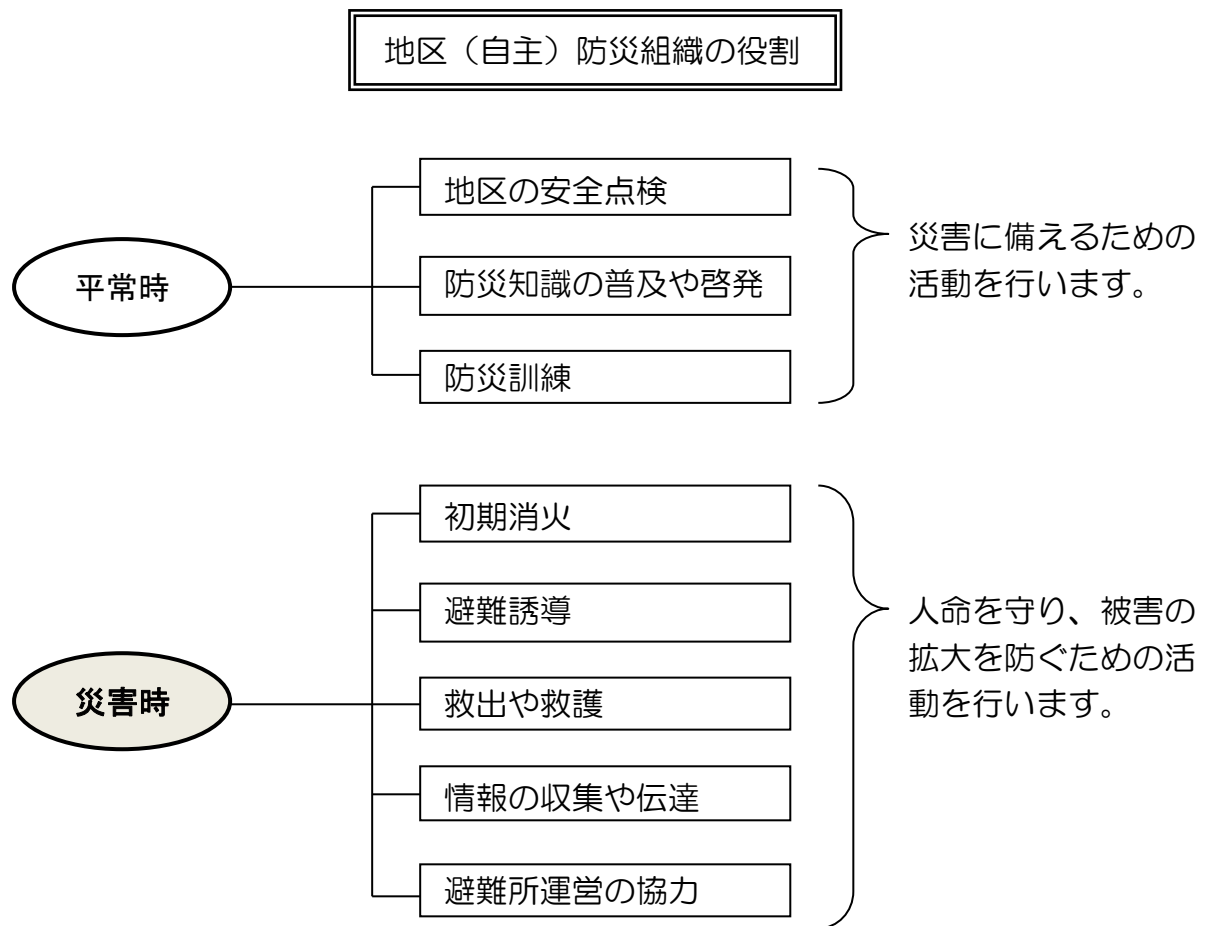 地区（自主）防災組織の役割
平常時
地区の安全点検
防災知識の普及や啓発
防災訓練
災害に備えるための
活動を行います。
災害時
初期消火
避難誘導
救出や救護
情報の収集や伝達
避難所運営の協力
人命を守り、被害の
拡大を防ぐための活
動を行います。